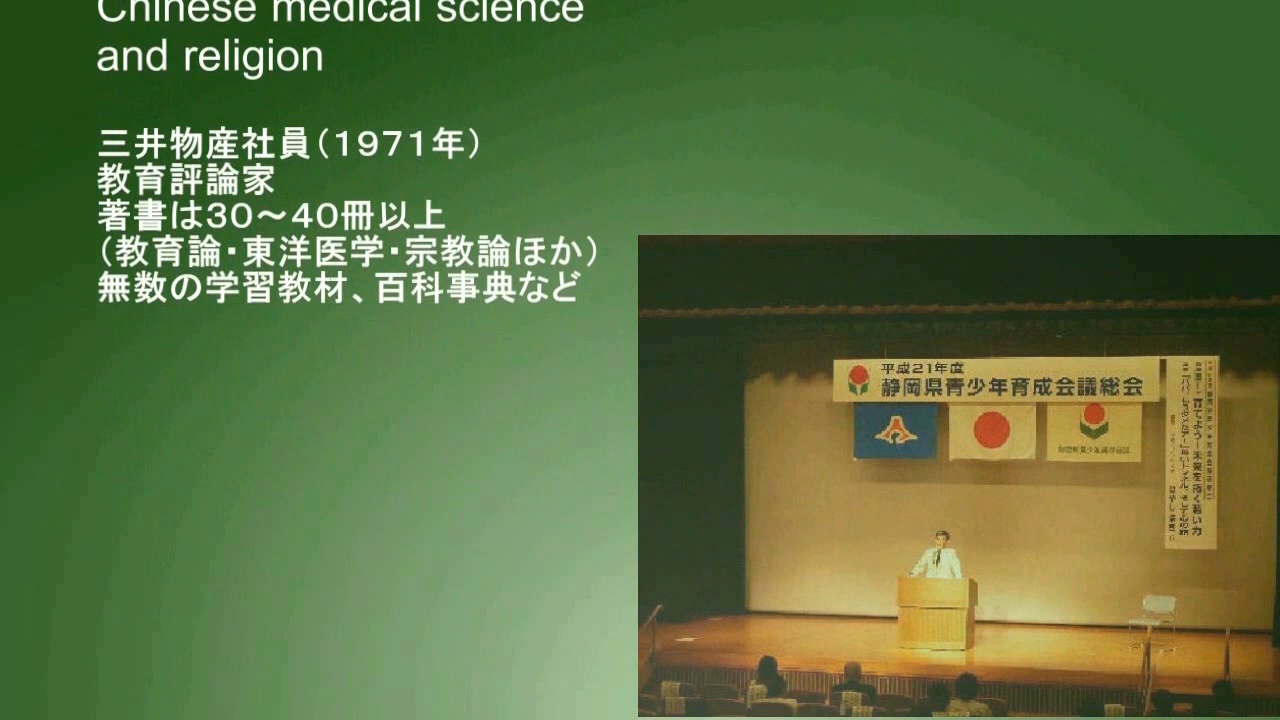 Chinese medical science
and religion
三井物産社員（１９７１年）
教育評論家
著書は３０～４０冊以上
（教育論・東洋医学・宗教論ほか）
無数の学習教材、百科事典など
平成21年度
静岡県青少年育成会議総会